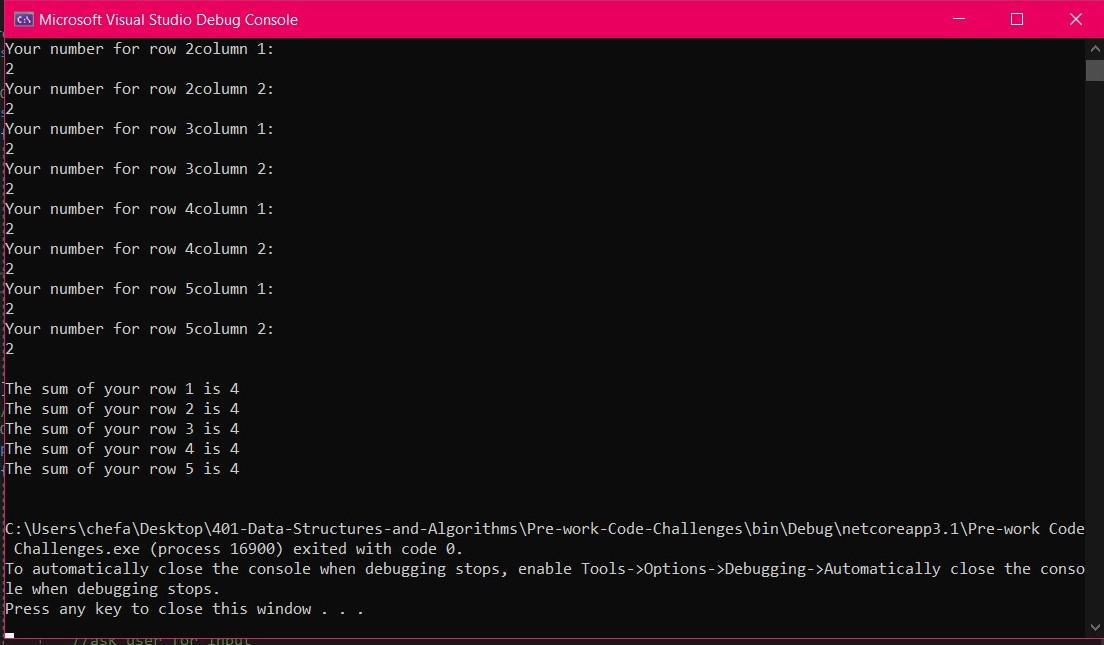 Microsoft Visual Studio Debug Console
Your number for row 2column 1:
2
Your number for row 2column 2:
2
Your number for row 3column 1:
2
Your number for row 3column 2:
2
Your number for row 4column 1:
2
Your number for row 4column 2:
2
Your number for row 5column 1:
2
Your number for row 5column 2:
2
The sum of your row 1 is 4
The sum of your row 2 is 4
The sum of your row 3 is 4
The sum of your row 4 is 4
The sum of your row 5 is 4
C:\Users\chefa\Desktop\401-Data-Structures-and-Algorithms\Pre-work-Code-Challenges\bin\Debug\netcoreapp3.1\Pre-work Code
Challenges.exe (process 16900) exited with code 0.
To automatically close the console when debugging stops, enable Tools->Options->Debugging->Automatically close the conso
le when debugging stops.
Press any key to close this window . . .
//ask user for input